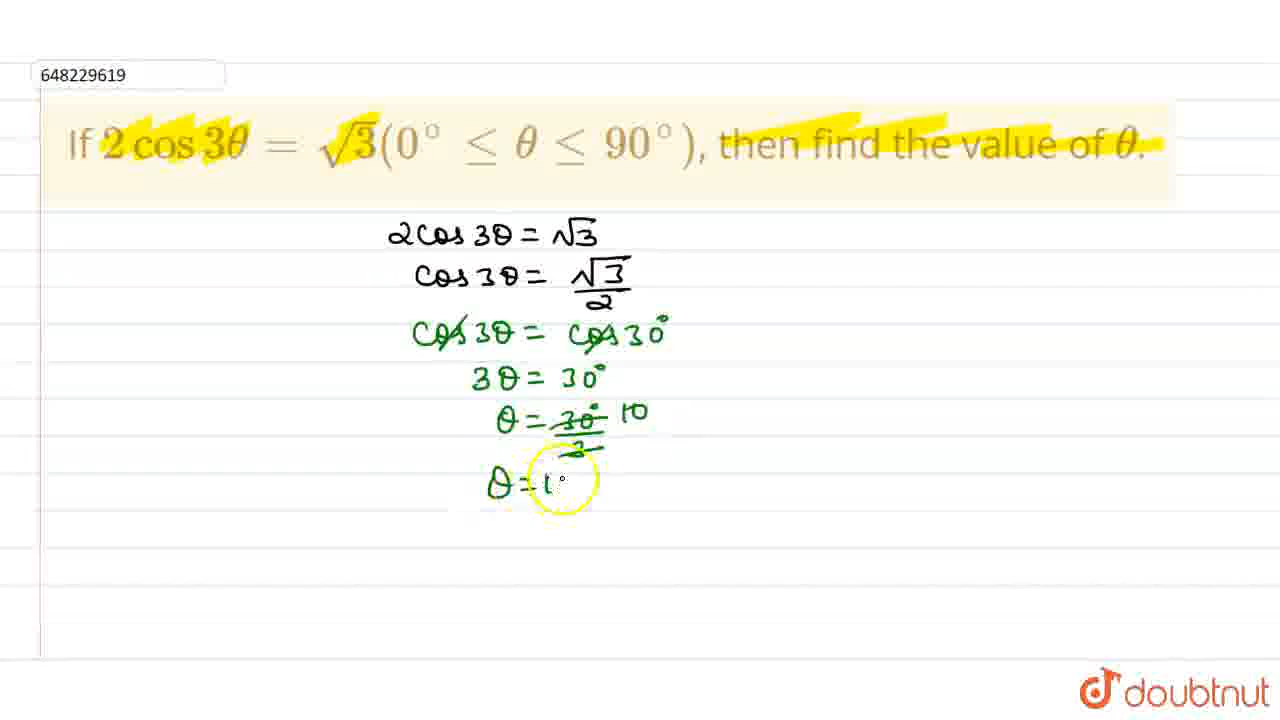 648229619
If 2 cos 3θ = √3(0° ≤ θ ≤ 90°), then find the value of θ.
2cos 3θ = √3
cos 3θ = √3/2
cos 3θ = cos 30°
3θ = 30°
θ = 30°/3 10
θ = 1
doubtnut